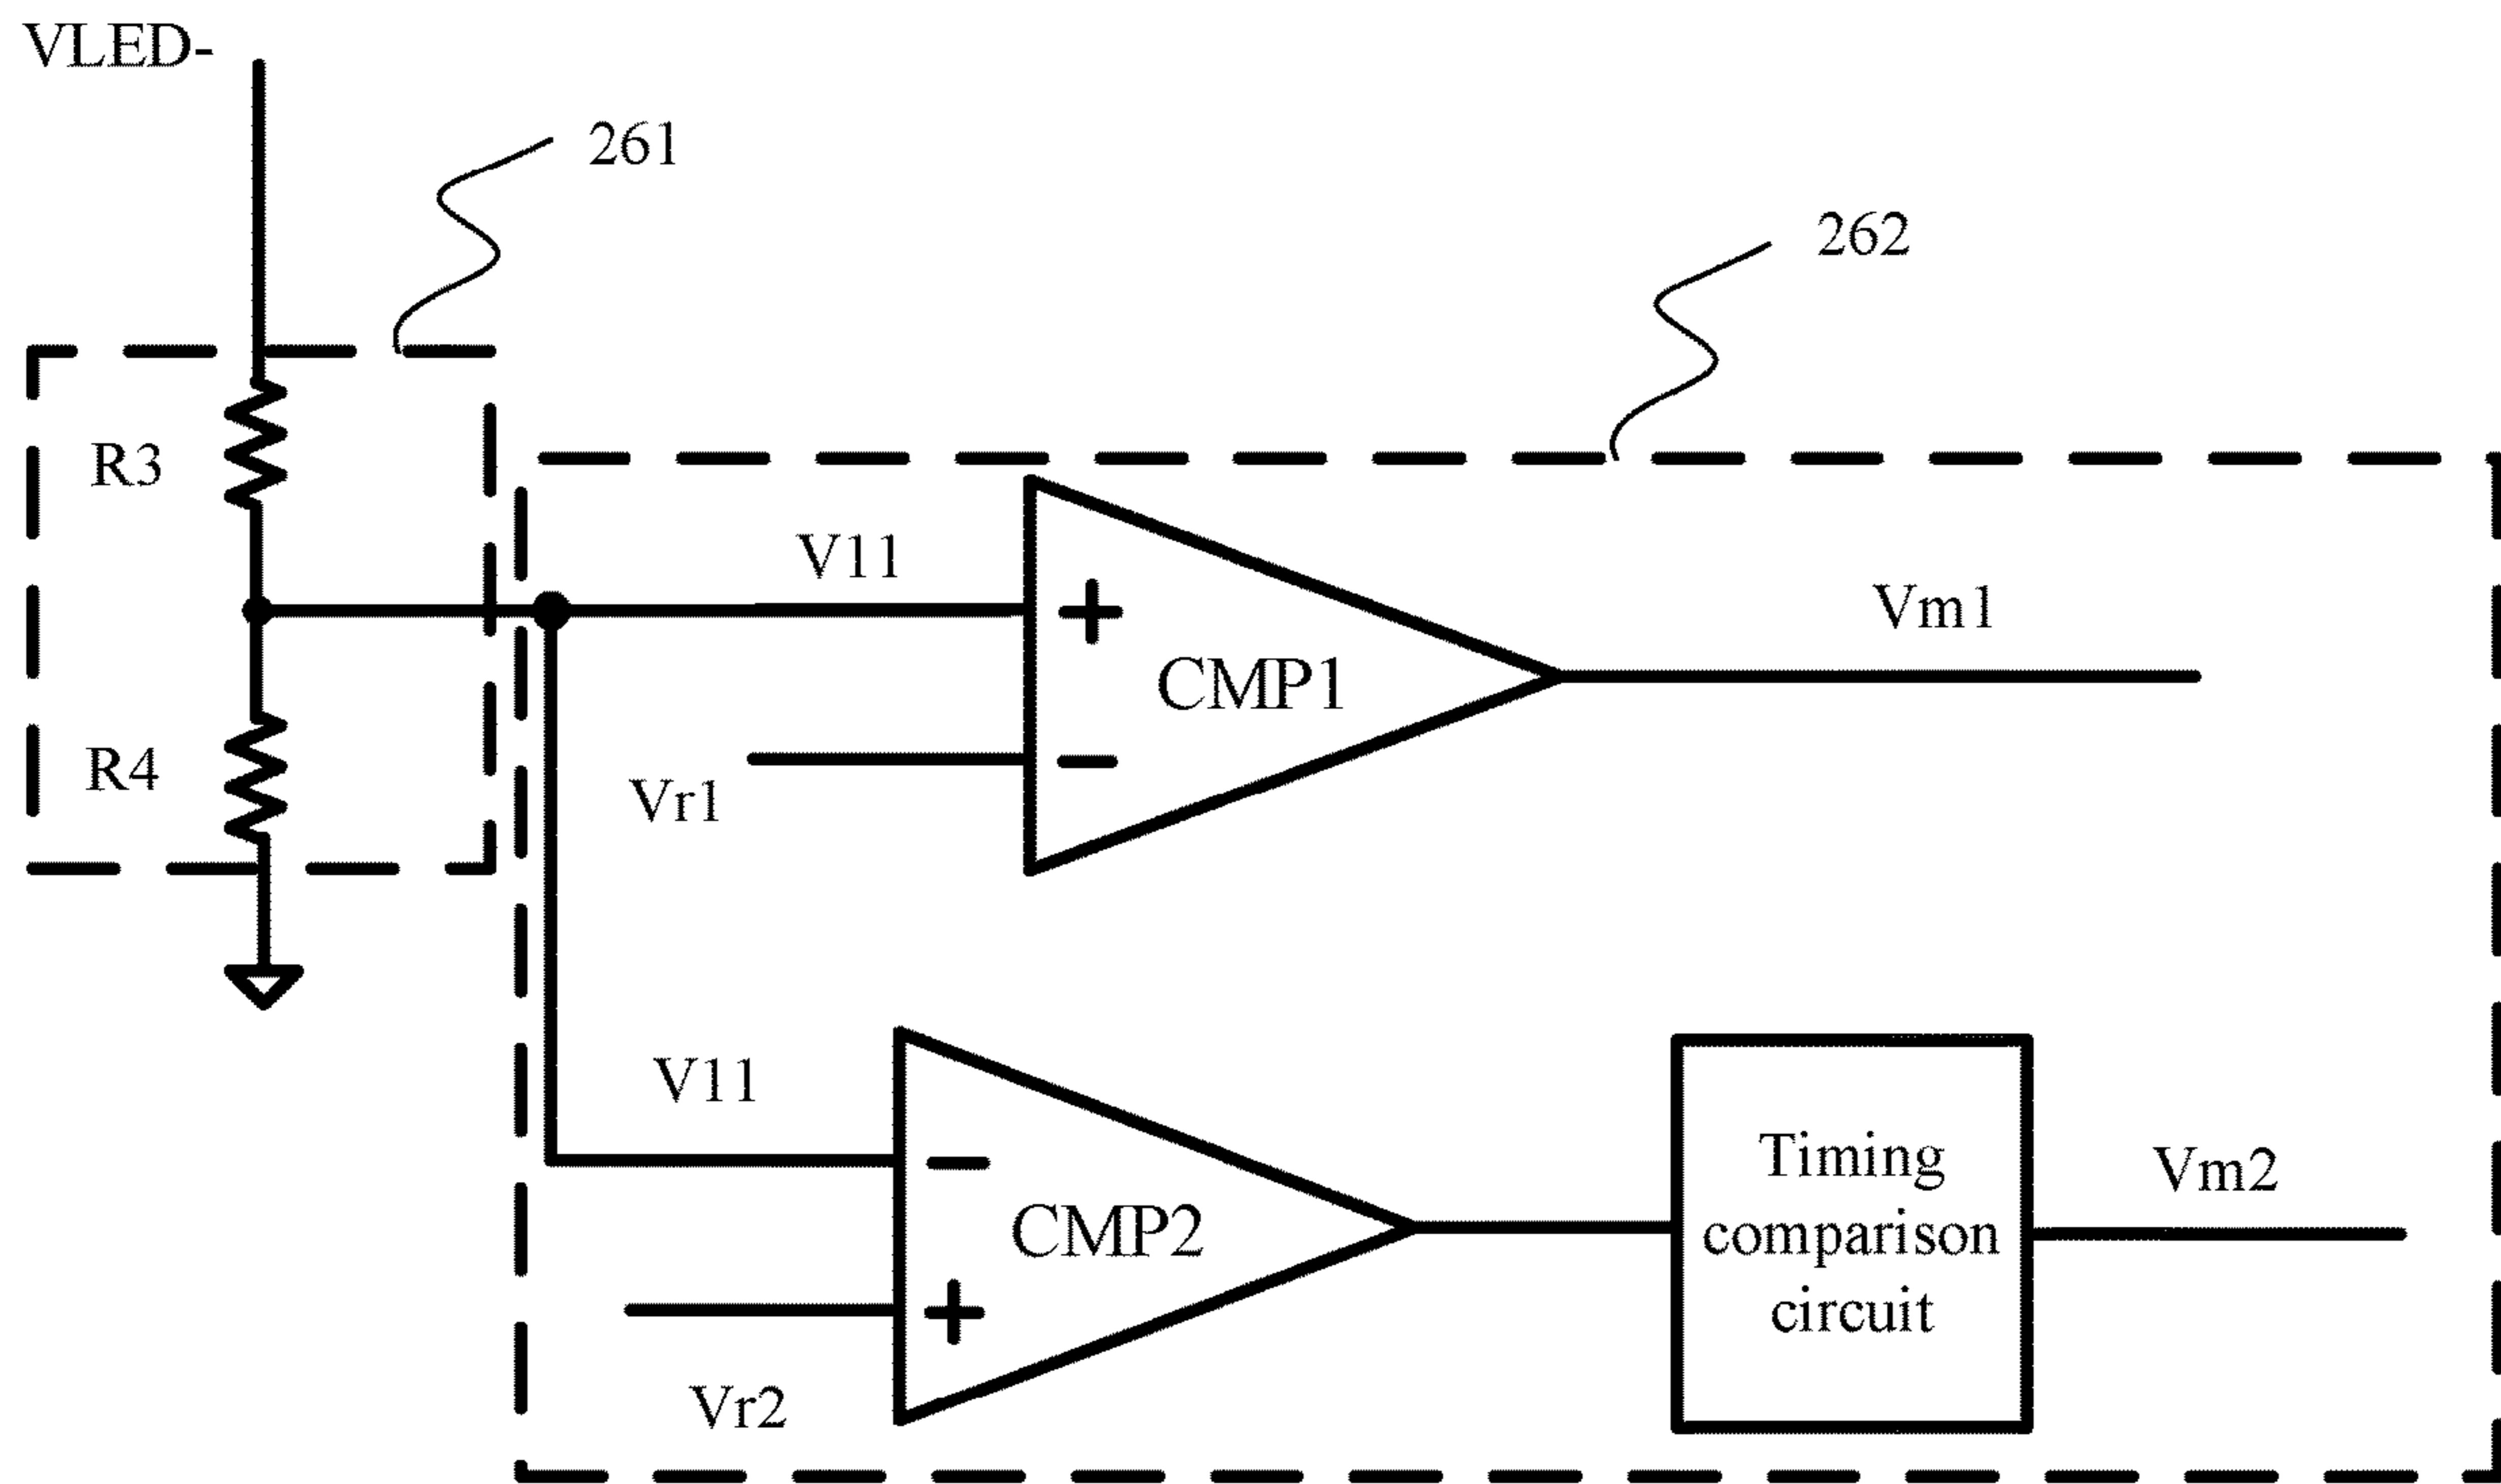 VLED-
261
262
R3
V11
+
Vm1
CMP1
R4
-
Vr1
V11
Timing
-
Vm2
CMP2
comparison
+
circuit
Vr2